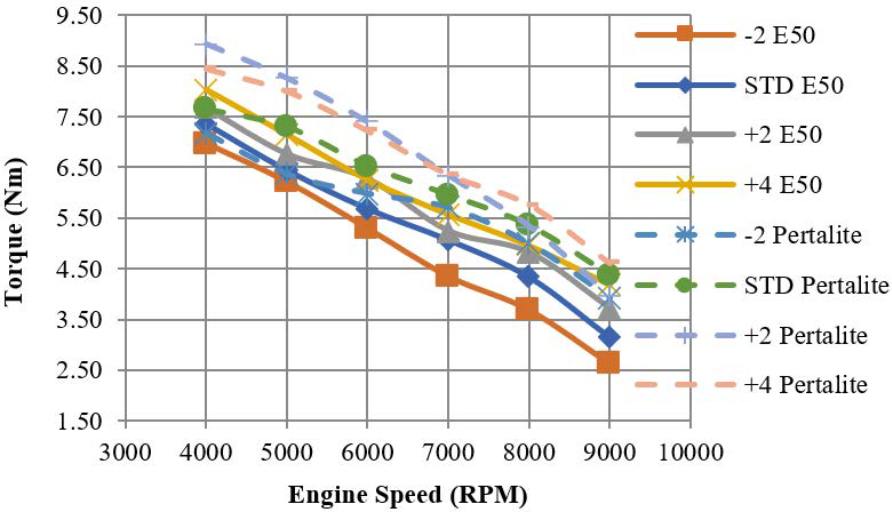 9.50
8.50
7.50
6.50
5.50
4.50
3.50
2.50
1.50
Torque (Nm)
3000 4000 5000 6000 7000 8000 9000 10000
Engine Speed (RPM)
-2 E50
STD E50
+2 E50
+4 E50
-2 Pertalite
STD Pertalite
+2 Pertalite
+4 Pertalite